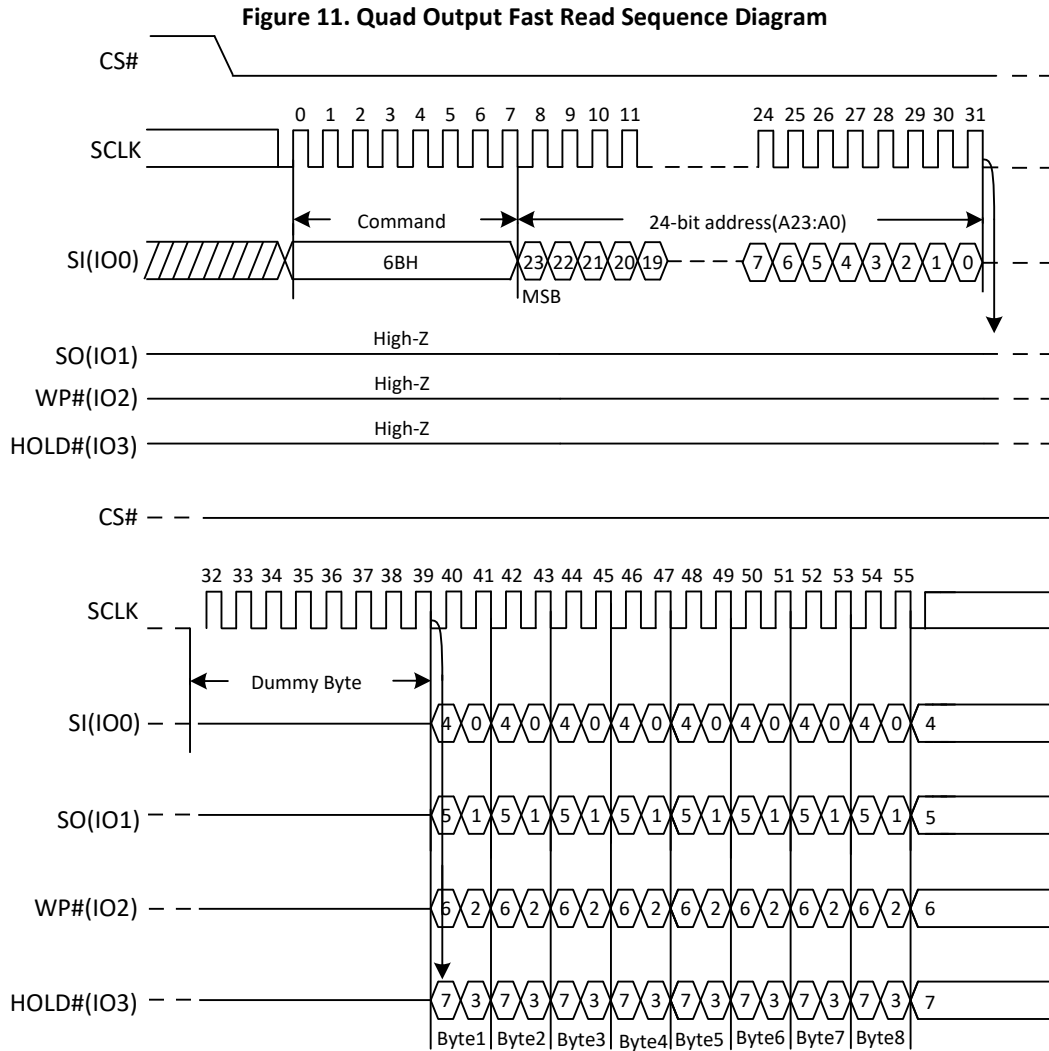 Figure 11. Quad Output Fast Read Sequence Diagram
CS#
0 1 2 3 4 5 6 7 8 9 10 11 24 25 26 27 28 29 30 31
SCLK
Command 24-bit address(A23:A0)
SI(IO0) 6BH 23 22 21 20 19 7 6 5 4 3 2 1 0
MSB
High-Z
SO(IO1)
High-Z
WP#(IO2)
High-Z
HOLD#(IO3)
CS#
32 33 34 35 36 37 38 39 40 41 42 43 44 45 46 47 48 49 50 51 52 53 54 55
SCLK
Dummy Byte
SI(IO0) 4 0 4 0 4 0 4 0 4 0 4 0 4 0 4 0 4
SO(IO1) 5 1 5 1 5 1 5 1 5 1 5 1 5 1 5 1 5
WP#(IO2) 6 2 6 2 6 2 6 2 6 2 6 2 6 2 6 2 6
HOLD#(IO3) 7 3 7 3 7 3 7 3 7 3 7 3 7 3 7 3 7
Byte1 Byte2 Byte3 Byte4 Byte5 Byte6 Byte7 Byte8